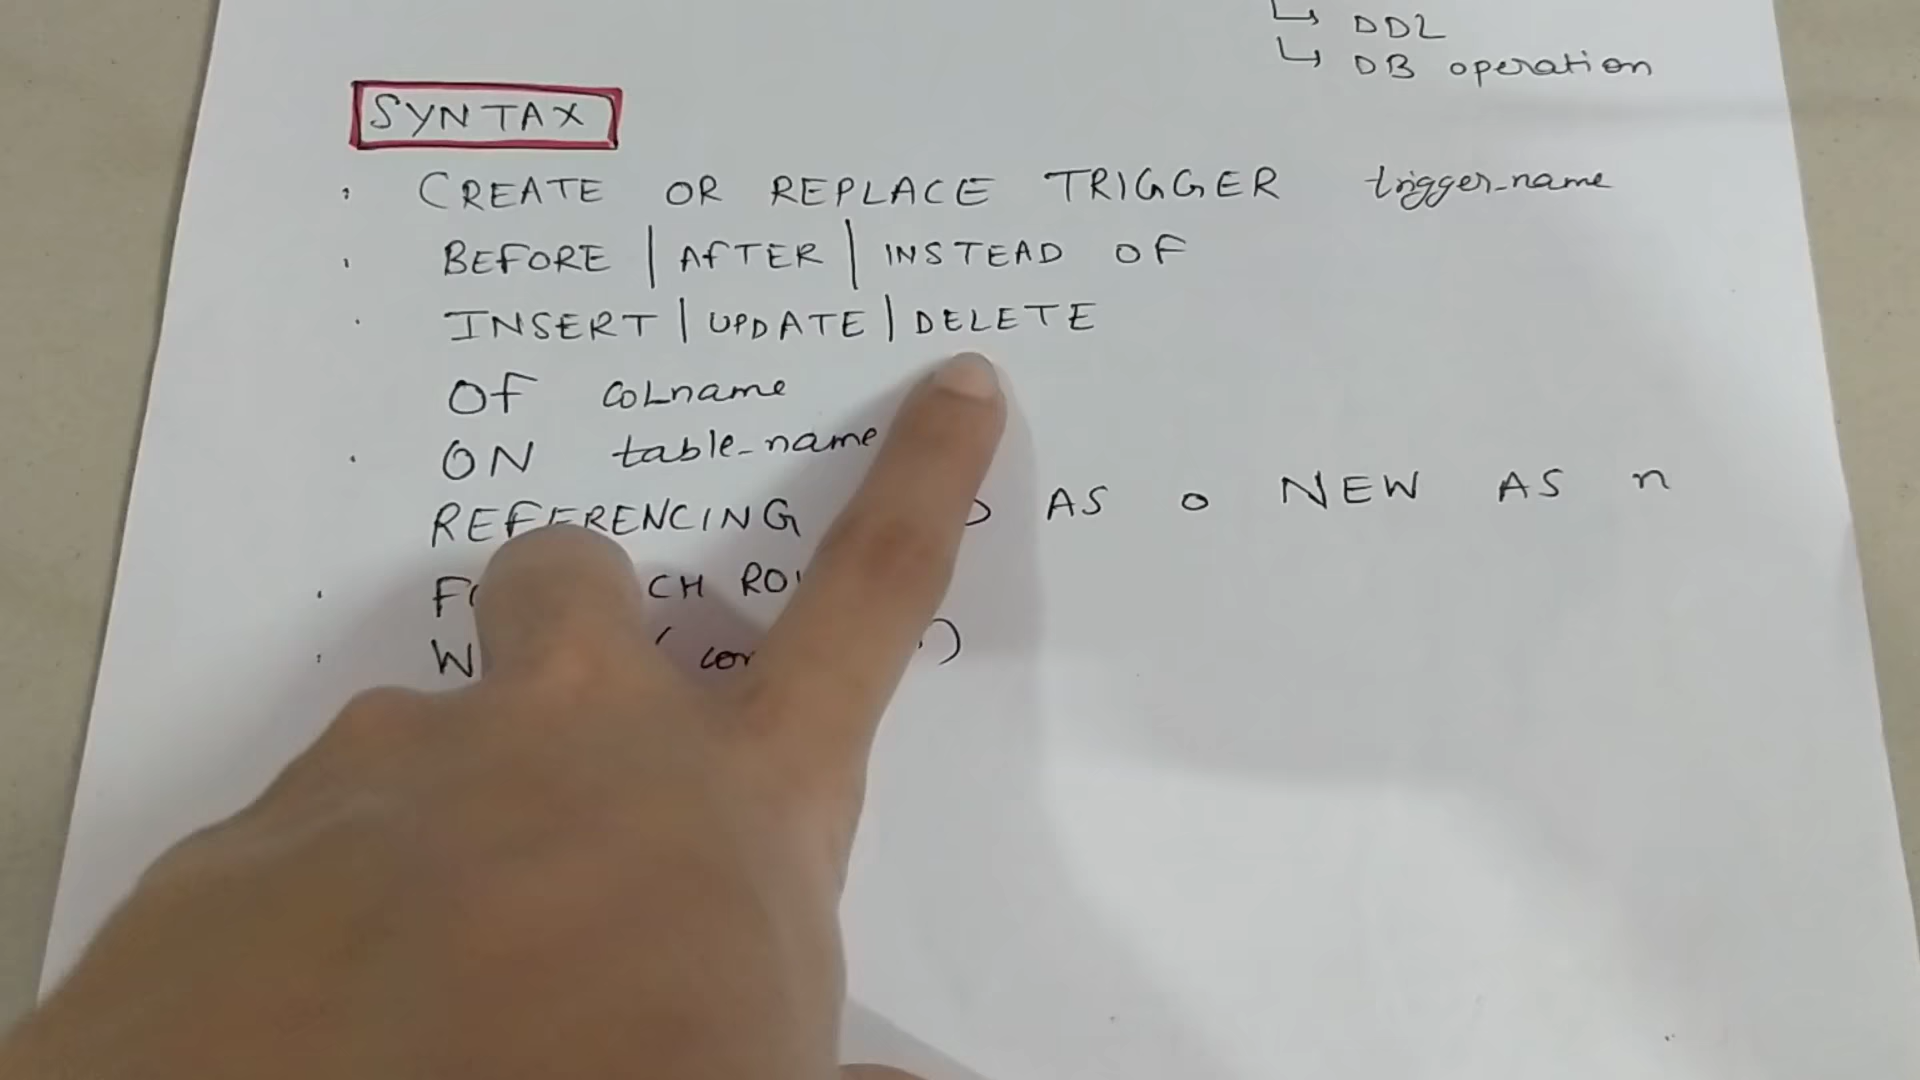 ↳ DDL
↳ DB operation
SYNTAX
CREATE OR REPLACE TRIGGER trigger_name
BEFORE | AFTER | INSTEAD OF
INSERT | UPDATE | DELETE
OF colname
ON table_name
REFERENCING AS o NEW AS n